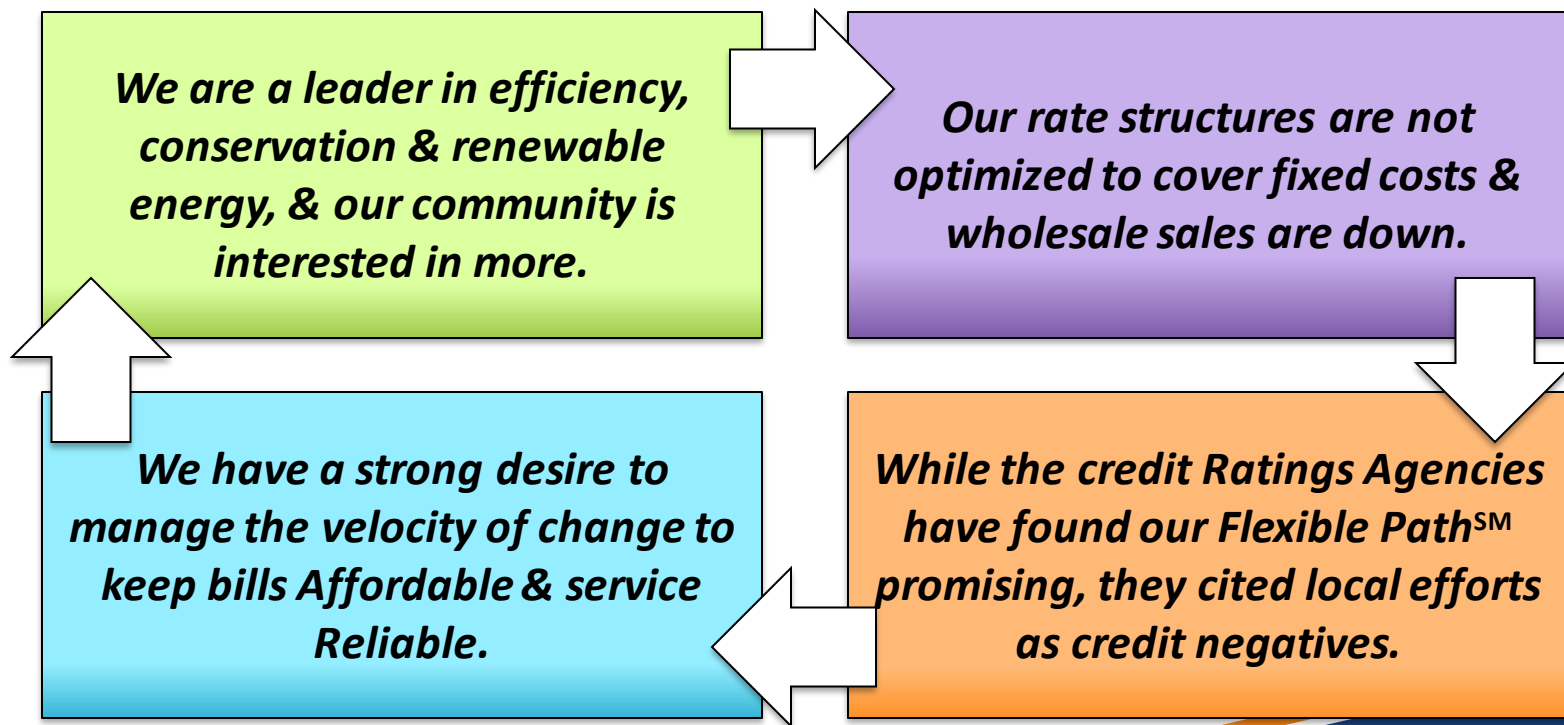 We are a leader in efficiency,
conservation & renewable
energy, & our community is
interested in more.
Our rate structures are not
optimized to cover fixed costs &
wholesale sales are down.
While the credit Ratings Agencies
have found our Flexible Path℠
promising, they cited local efforts
as credit negatives.
We have a strong desire to
manage the velocity of change to
keep bills Affordable & service
Reliable.